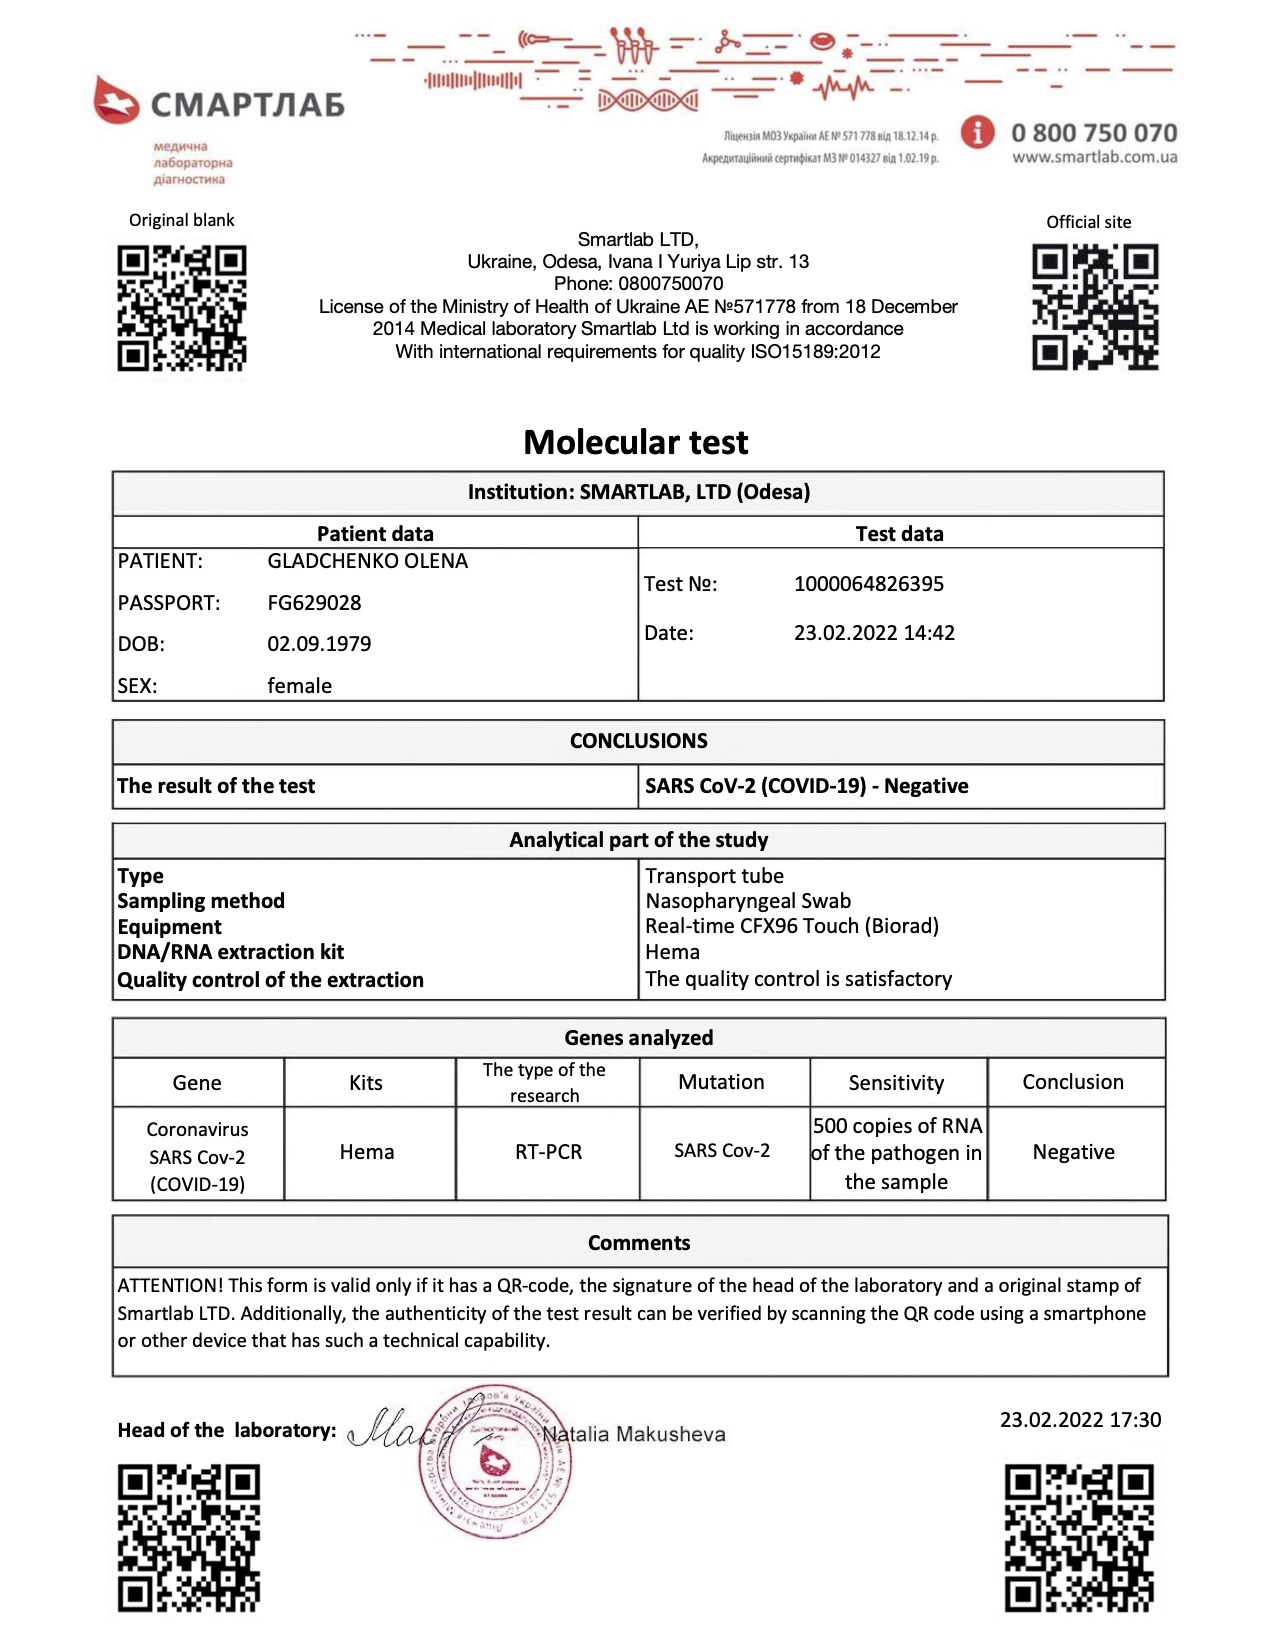 СМАРТЛАБ
медична
лабораторна
діагностика
Ліцензія МОЗ України АЕ № 571 778 від 18.12.14 р.
Акредитаційний сертифікат МЗ № 014327 від 1.02.19 р.
0 800 750 070
www.smartlab.com.ua
Original blank
Official site
Smartlab LTD,
Ukraine, Odesa, Ivana I Yuriya Lip str. 13
Phone: 0800750070
License of the Ministry of Health of Ukraine AE №571778 from 18 December
2014 Medical laboratory Smartlab Ltd is working in accordance
With international requirements for quality ISO15189:2012
Molecular test
Institution: SMARTLAB, LTD (Odesa)
Patient data
Test data
PATIENT: GLADCHENKO OLENA
PASSPORT: FG629028
DOB: 02.09.1979
SEX: female
Test №: 1000064826395
Date: 23.02.2022 14:42
CONCLUSIONS
The result of the test SARS CoV-2 (COVID-19) - Negative
Analytical part of the study
Type Transport tube
Sampling method Nasopharyngeal Swab
Equipment Real-time CFX96 Touch (Biorad)
DNA/RNA extraction kit Hema
Quality control of the extraction The quality control is satisfactory
Genes analyzed
Gene
Kits
The type of the
research
Mutation
Sensitivity
Conclusion
Coronavirus
SARS Cov-2
(COVID-19)
Hema
RT-PCR
SARS Cov-2
500 copies of RNA
of the pathogen in
the sample
Negative
Comments
ATTENTION! This form is valid only if it has a QR-code, the signature of the head of the laboratory and a original stamp of
Smartlab LTD. Additionally, the authenticity of the test result can be verified by scanning the QR code using a smartphone
or other device that has such a technical capability.
Head of the laboratory:
Natalia Makusheva
23.02.2022 17:30